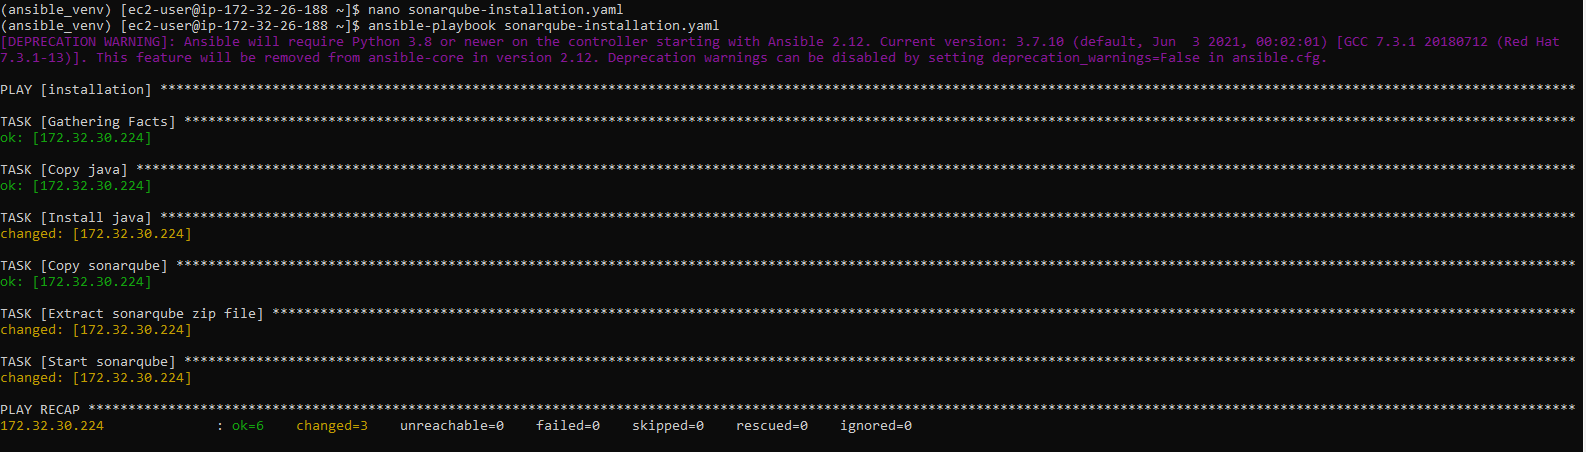 (ansible_venv) [ec2-user@ip-172-32-26-188 ~]$ nano sonarqube-installation.yaml
(ansible_venv) [ec2-user@ip-172-32-26-188 ~]$ ansible-playbook sonarqube-installation.yaml
[DEPRECATION WARNING]: Ansible will require Python 3.8 or newer on the controller starting with Ansible 2.12. Current version: 3.7.10 (default, Jun  3 2021, 00:02:01) [GCC 7.3.1 20180712 (Red Hat
7.3.1-13)]. This feature will be removed from ansible-core in version 2.12. Deprecation warnings can be disabled by setting deprecation_warnings=False in ansible.cfg.
PLAY [installation] *********************************************************************************************************************************************************************************
TASK [Gathering Facts] ******************************************************************************************************************************************************************************
ok: [172.32.30.224]
TASK [Copy java] ************************************************************************************************************************************************************************************
ok: [172.32.30.224]
TASK [Install java] *********************************************************************************************************************************************************************************
changed: [172.32.30.224]
TASK [Copy sonarqube] *******************************************************************************************************************************************************************************
ok: [172.32.30.224]
TASK [Extract sonarqube zip file] *******************************************************************************************************************************************************************
changed: [172.32.30.224]
TASK [Start sonarqube] ******************************************************************************************************************************************************************************
changed: [172.32.30.224]
PLAY RECAP ******************************************************************************************************************************************************************************************
172.32.30.224              : ok=6    changed=3    unreachable=0    failed=0    skipped=0    rescued=0    ignored=0